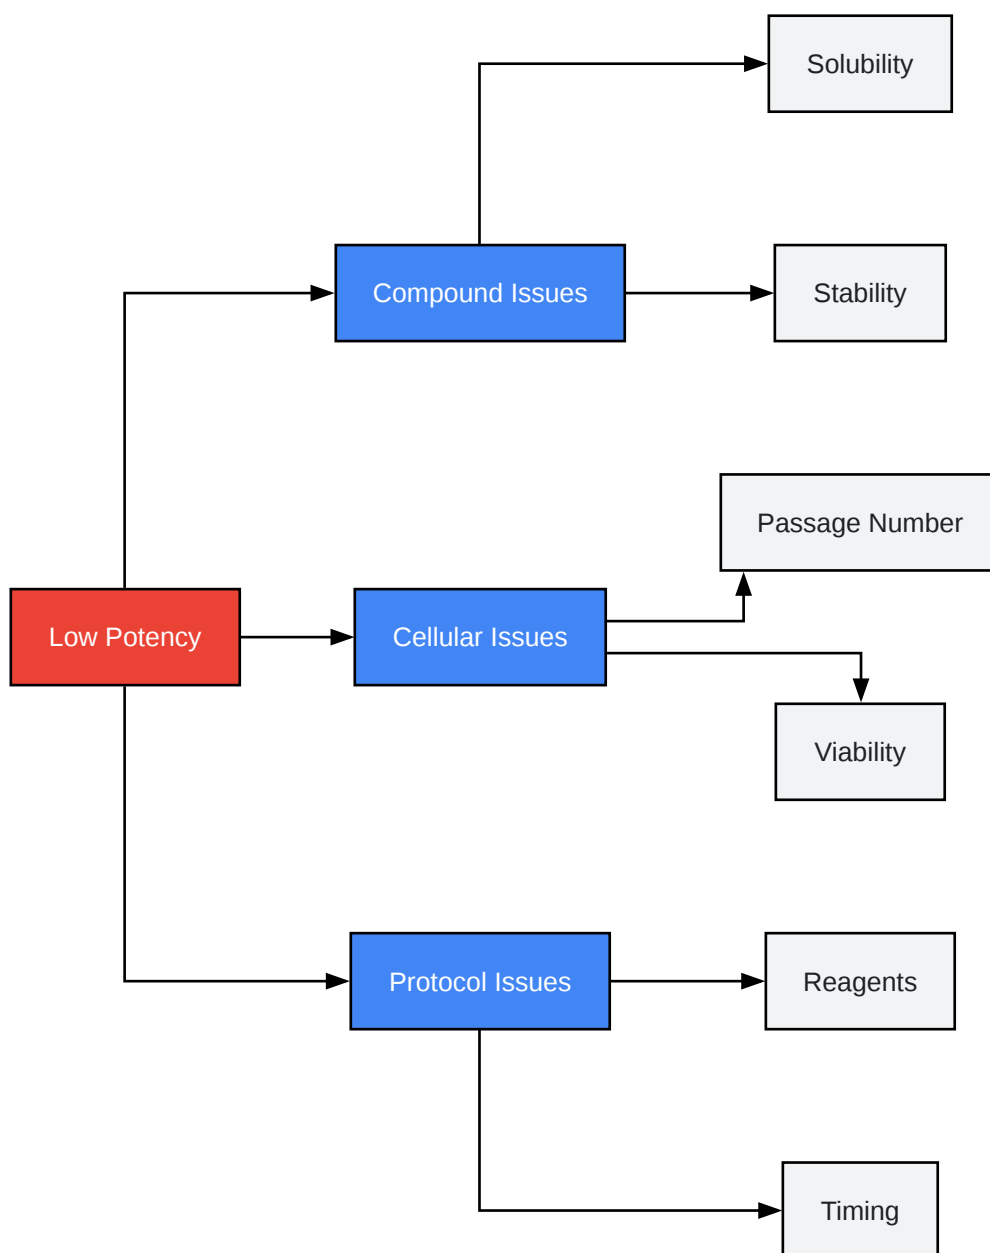 Solubility
Compound Issues
Stability
Passage Number
Low Potency
Cellular Issues
Viability
Protocol Issues
Reagents
Timing